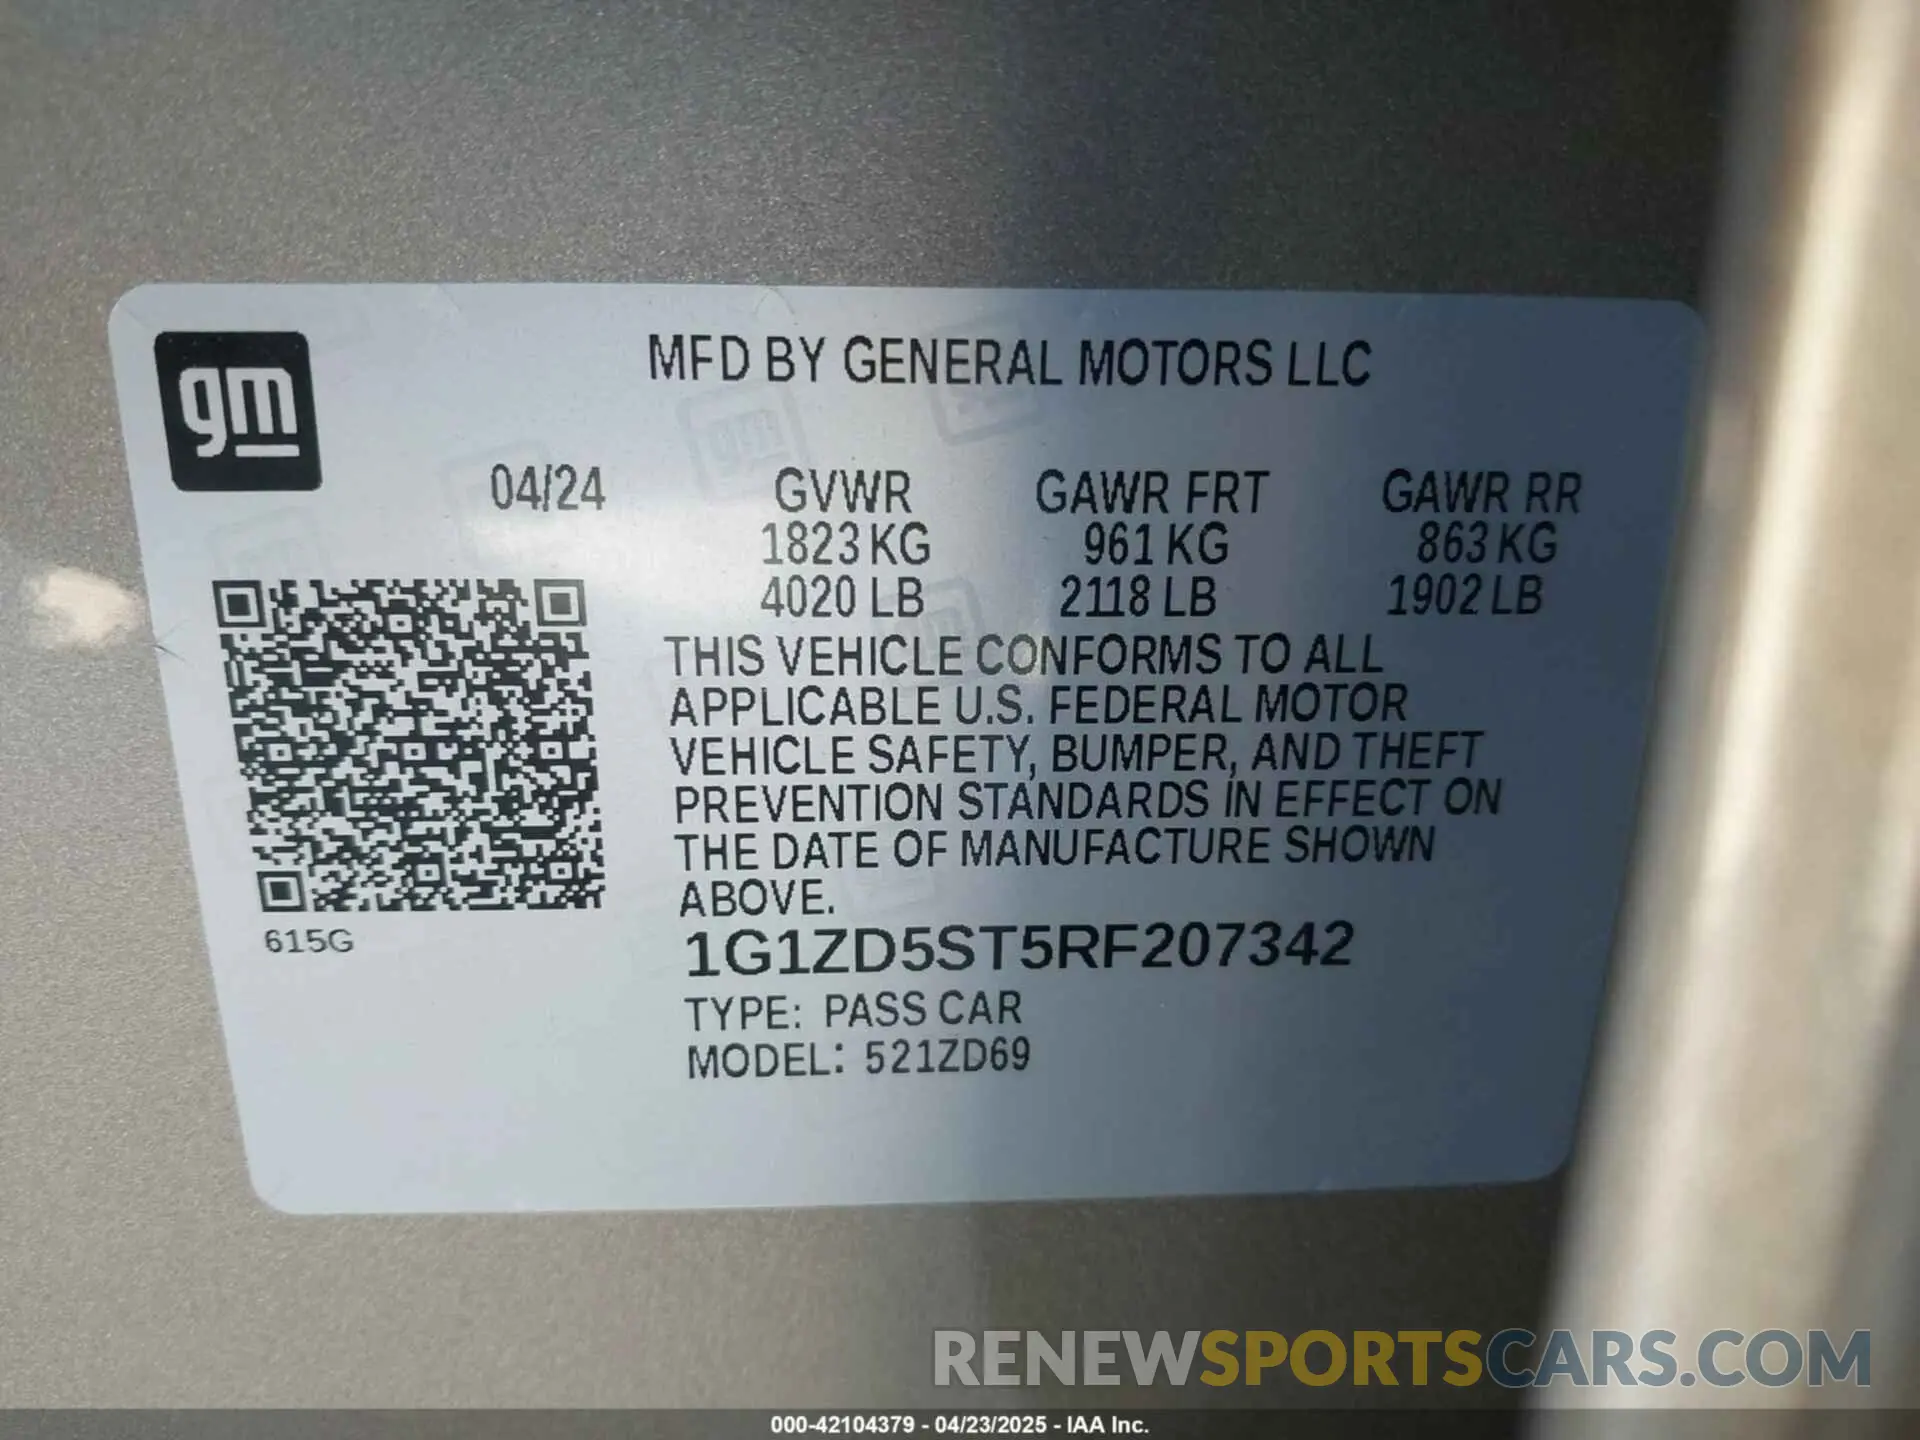 gm
MFD BY GENERAL MOTORS LLC
04/24 GVWR GAWR FRT GAWR RR
1823 KG 961 KG 863 KG
4020 LB 2118 LB 1902 LB
THIS VEHICLE CONFORMS TO ALL
APPLICABLE U.S. FEDERAL MOTOR
VEHICLE SAFETY, BUMPER, AND THEFT
PREVENTION STANDARDS IN EFFECT ON
THE DATE OF MANUFACTURE SHOWN
ABOVE.
615G
1G1ZD5ST5RF207342
TYPE: PASS CAR
MODEL: 521ZD69
RENEWSPORTSCARS.COM
000-42104379 - 04/23/2025 - IAA Inc.